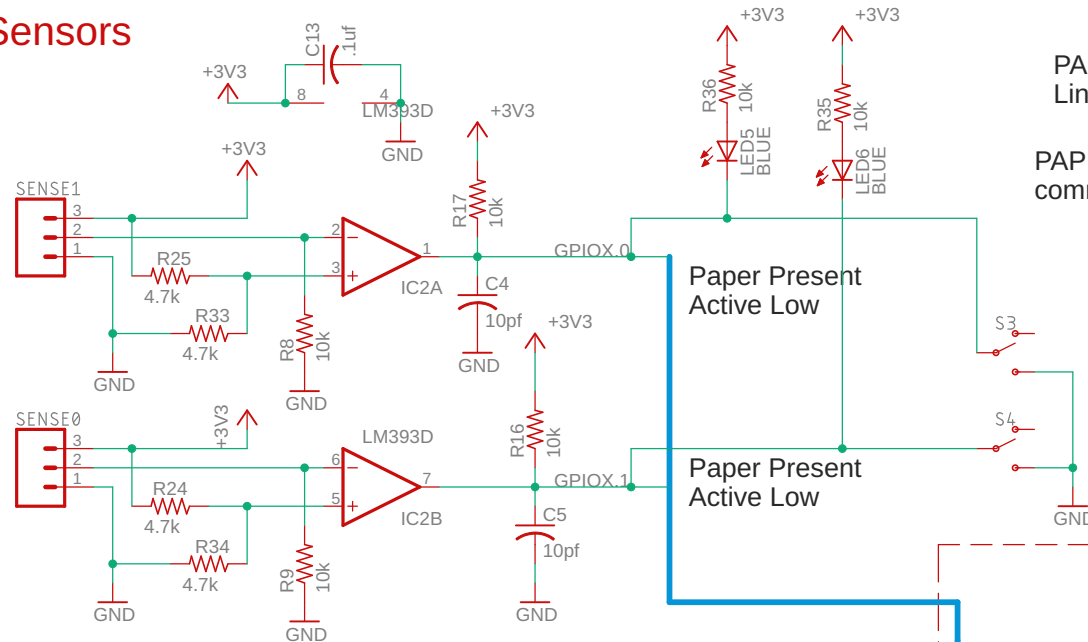 Sensors
C13
.1uf
+3V3
8
4
LM393D
GND
+3V3
+3V3
+3V3
R36
10k
LED5
BLUE
R35
10k
LED6
BLUE
PA
Lin
PAP
com
SENSE1
3
2
1
+3V3
R25
4.7k
R33
4.7k
GND
R8
10k
GND
2
3
1
IC2A
+3V3
R17
10k
C4
10pf
GND
GPIOX.0
Paper Present
Active Low
S3
SENSE0
3
2
1
+3V3
R24
4.7k
R34
4.7k
GND
R9
10k
GND
LM393D
6
5
7
IC2B
+3V3
R16
10k
C5
10pf
GND
GPIOX.1
Paper Present
Active Low
S4
GND